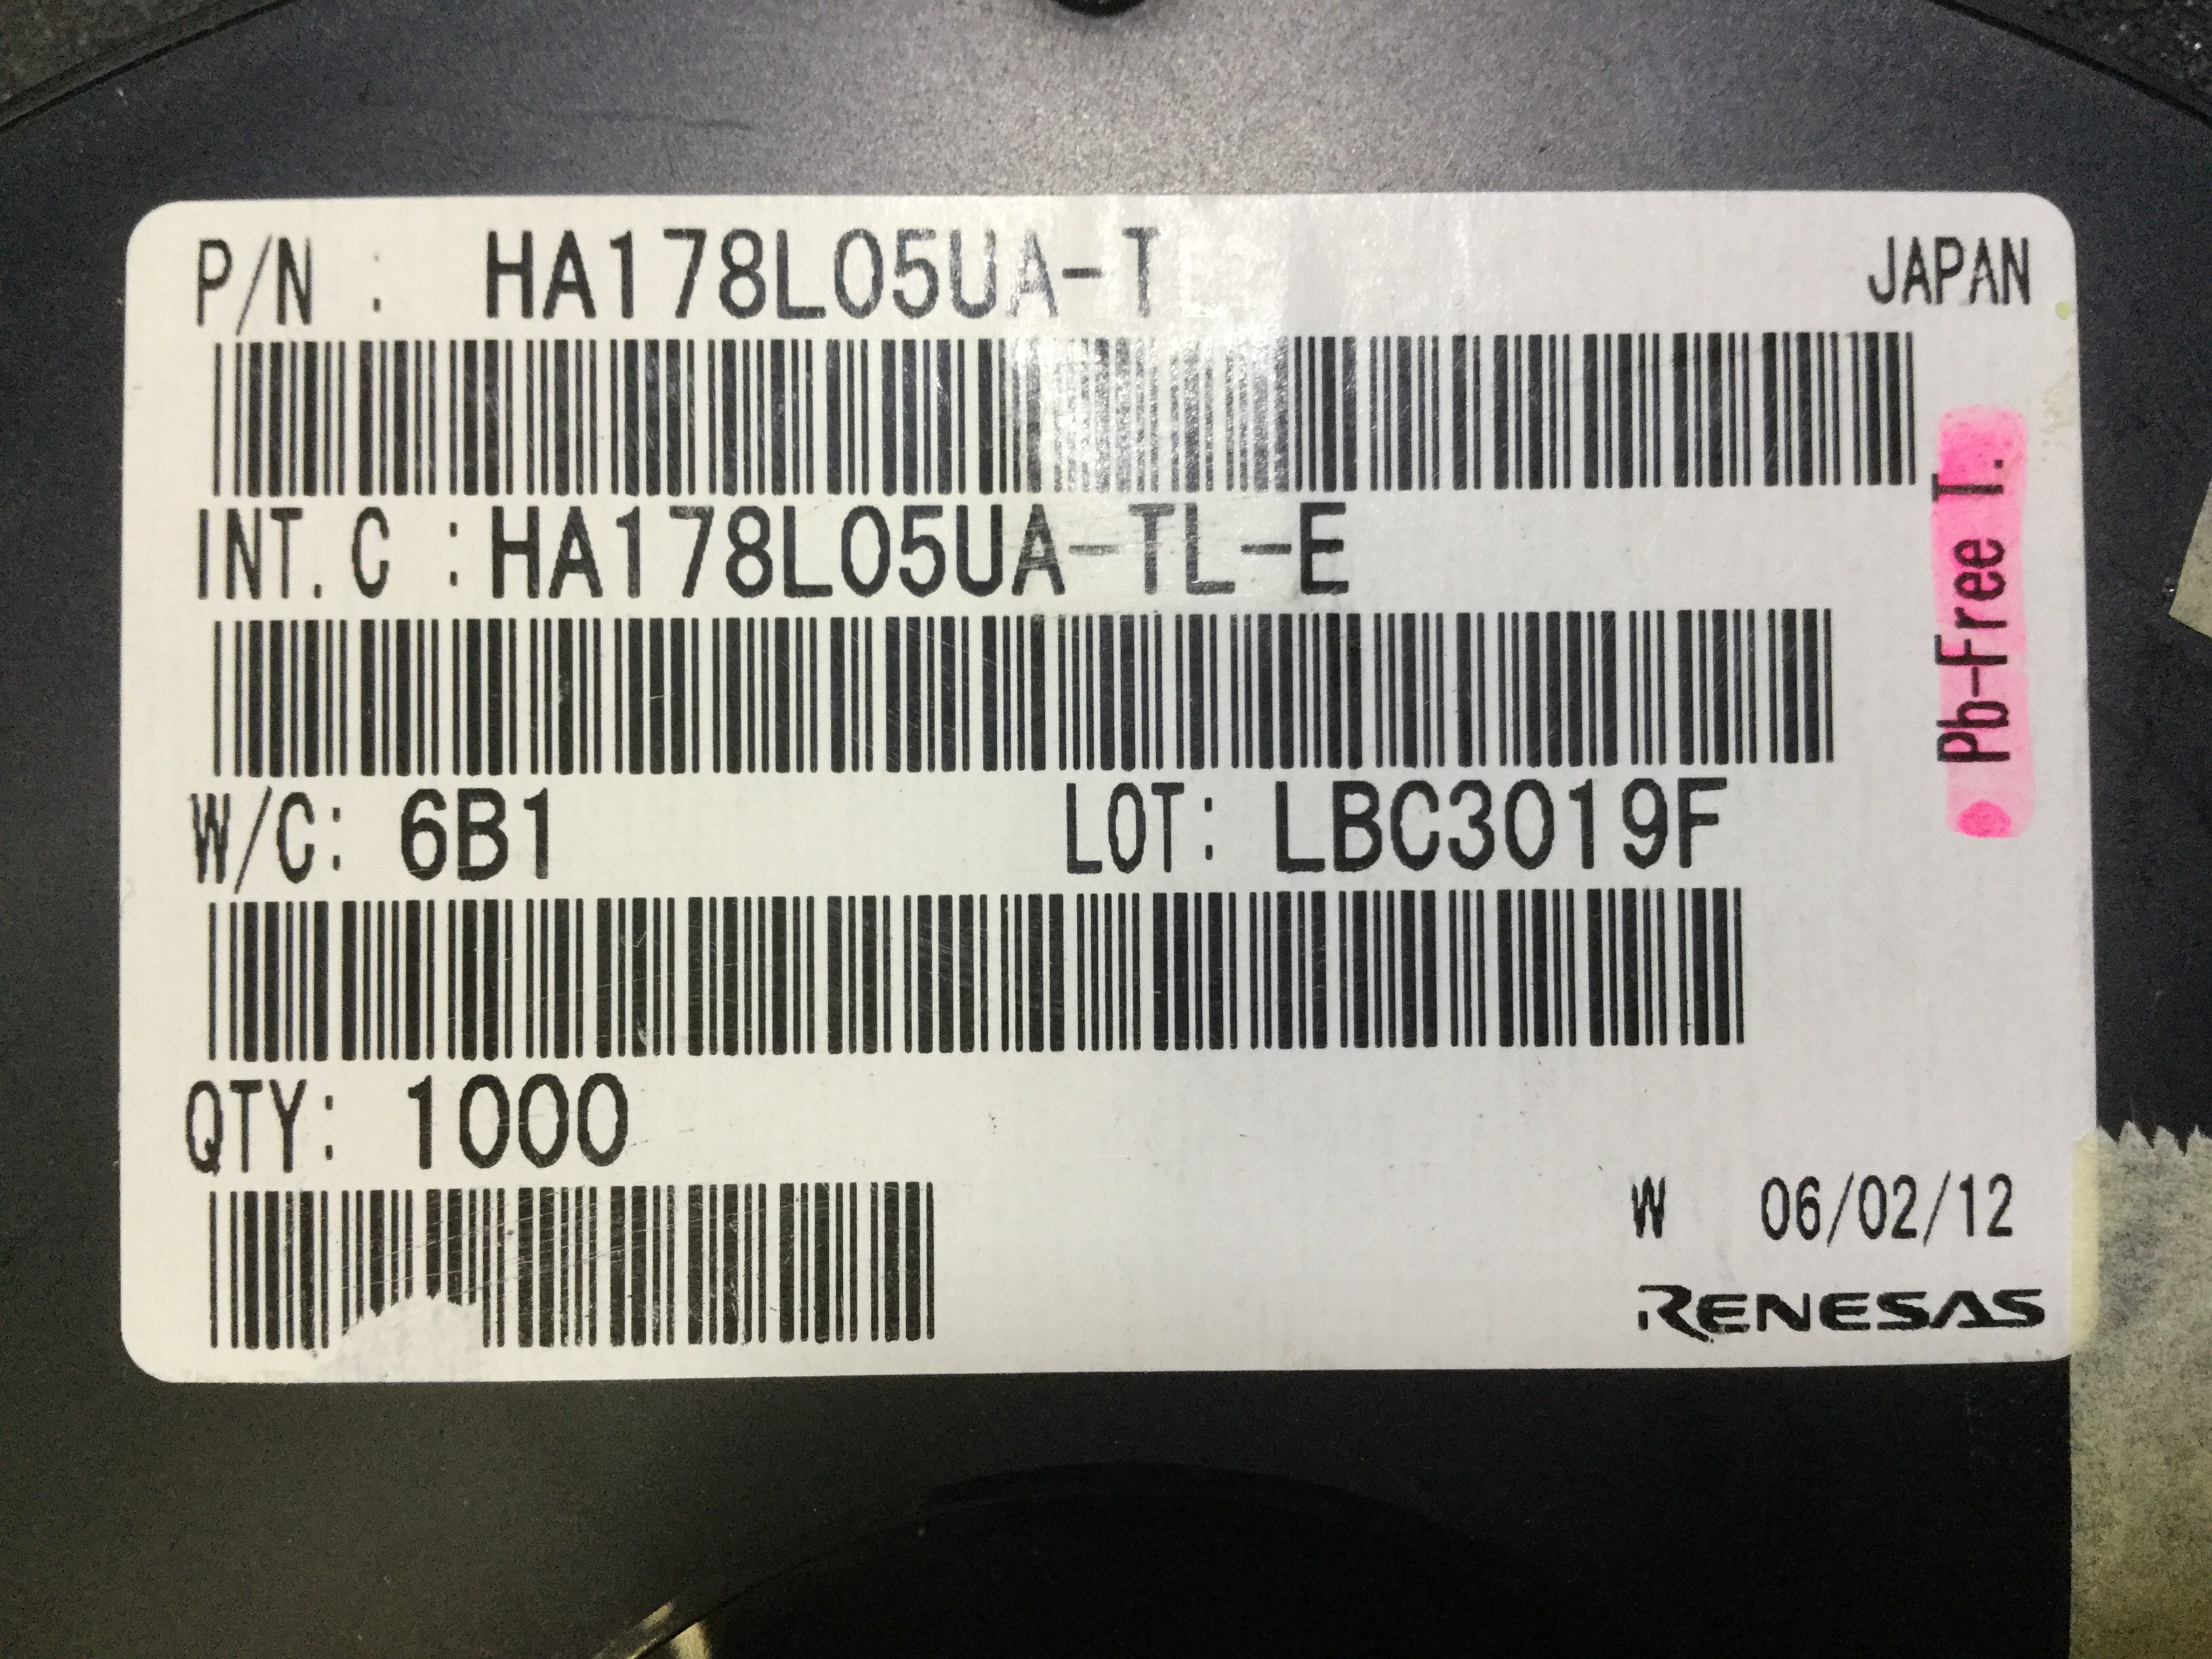 P/N : HA178L05UA-T
JAPAN
INT.C :HA178L05UA-TL-E
Pb-Free T.
W/C: 6B1
LOT: LBC3019F
QTY: 1000
W 06/02/12
RENESAS